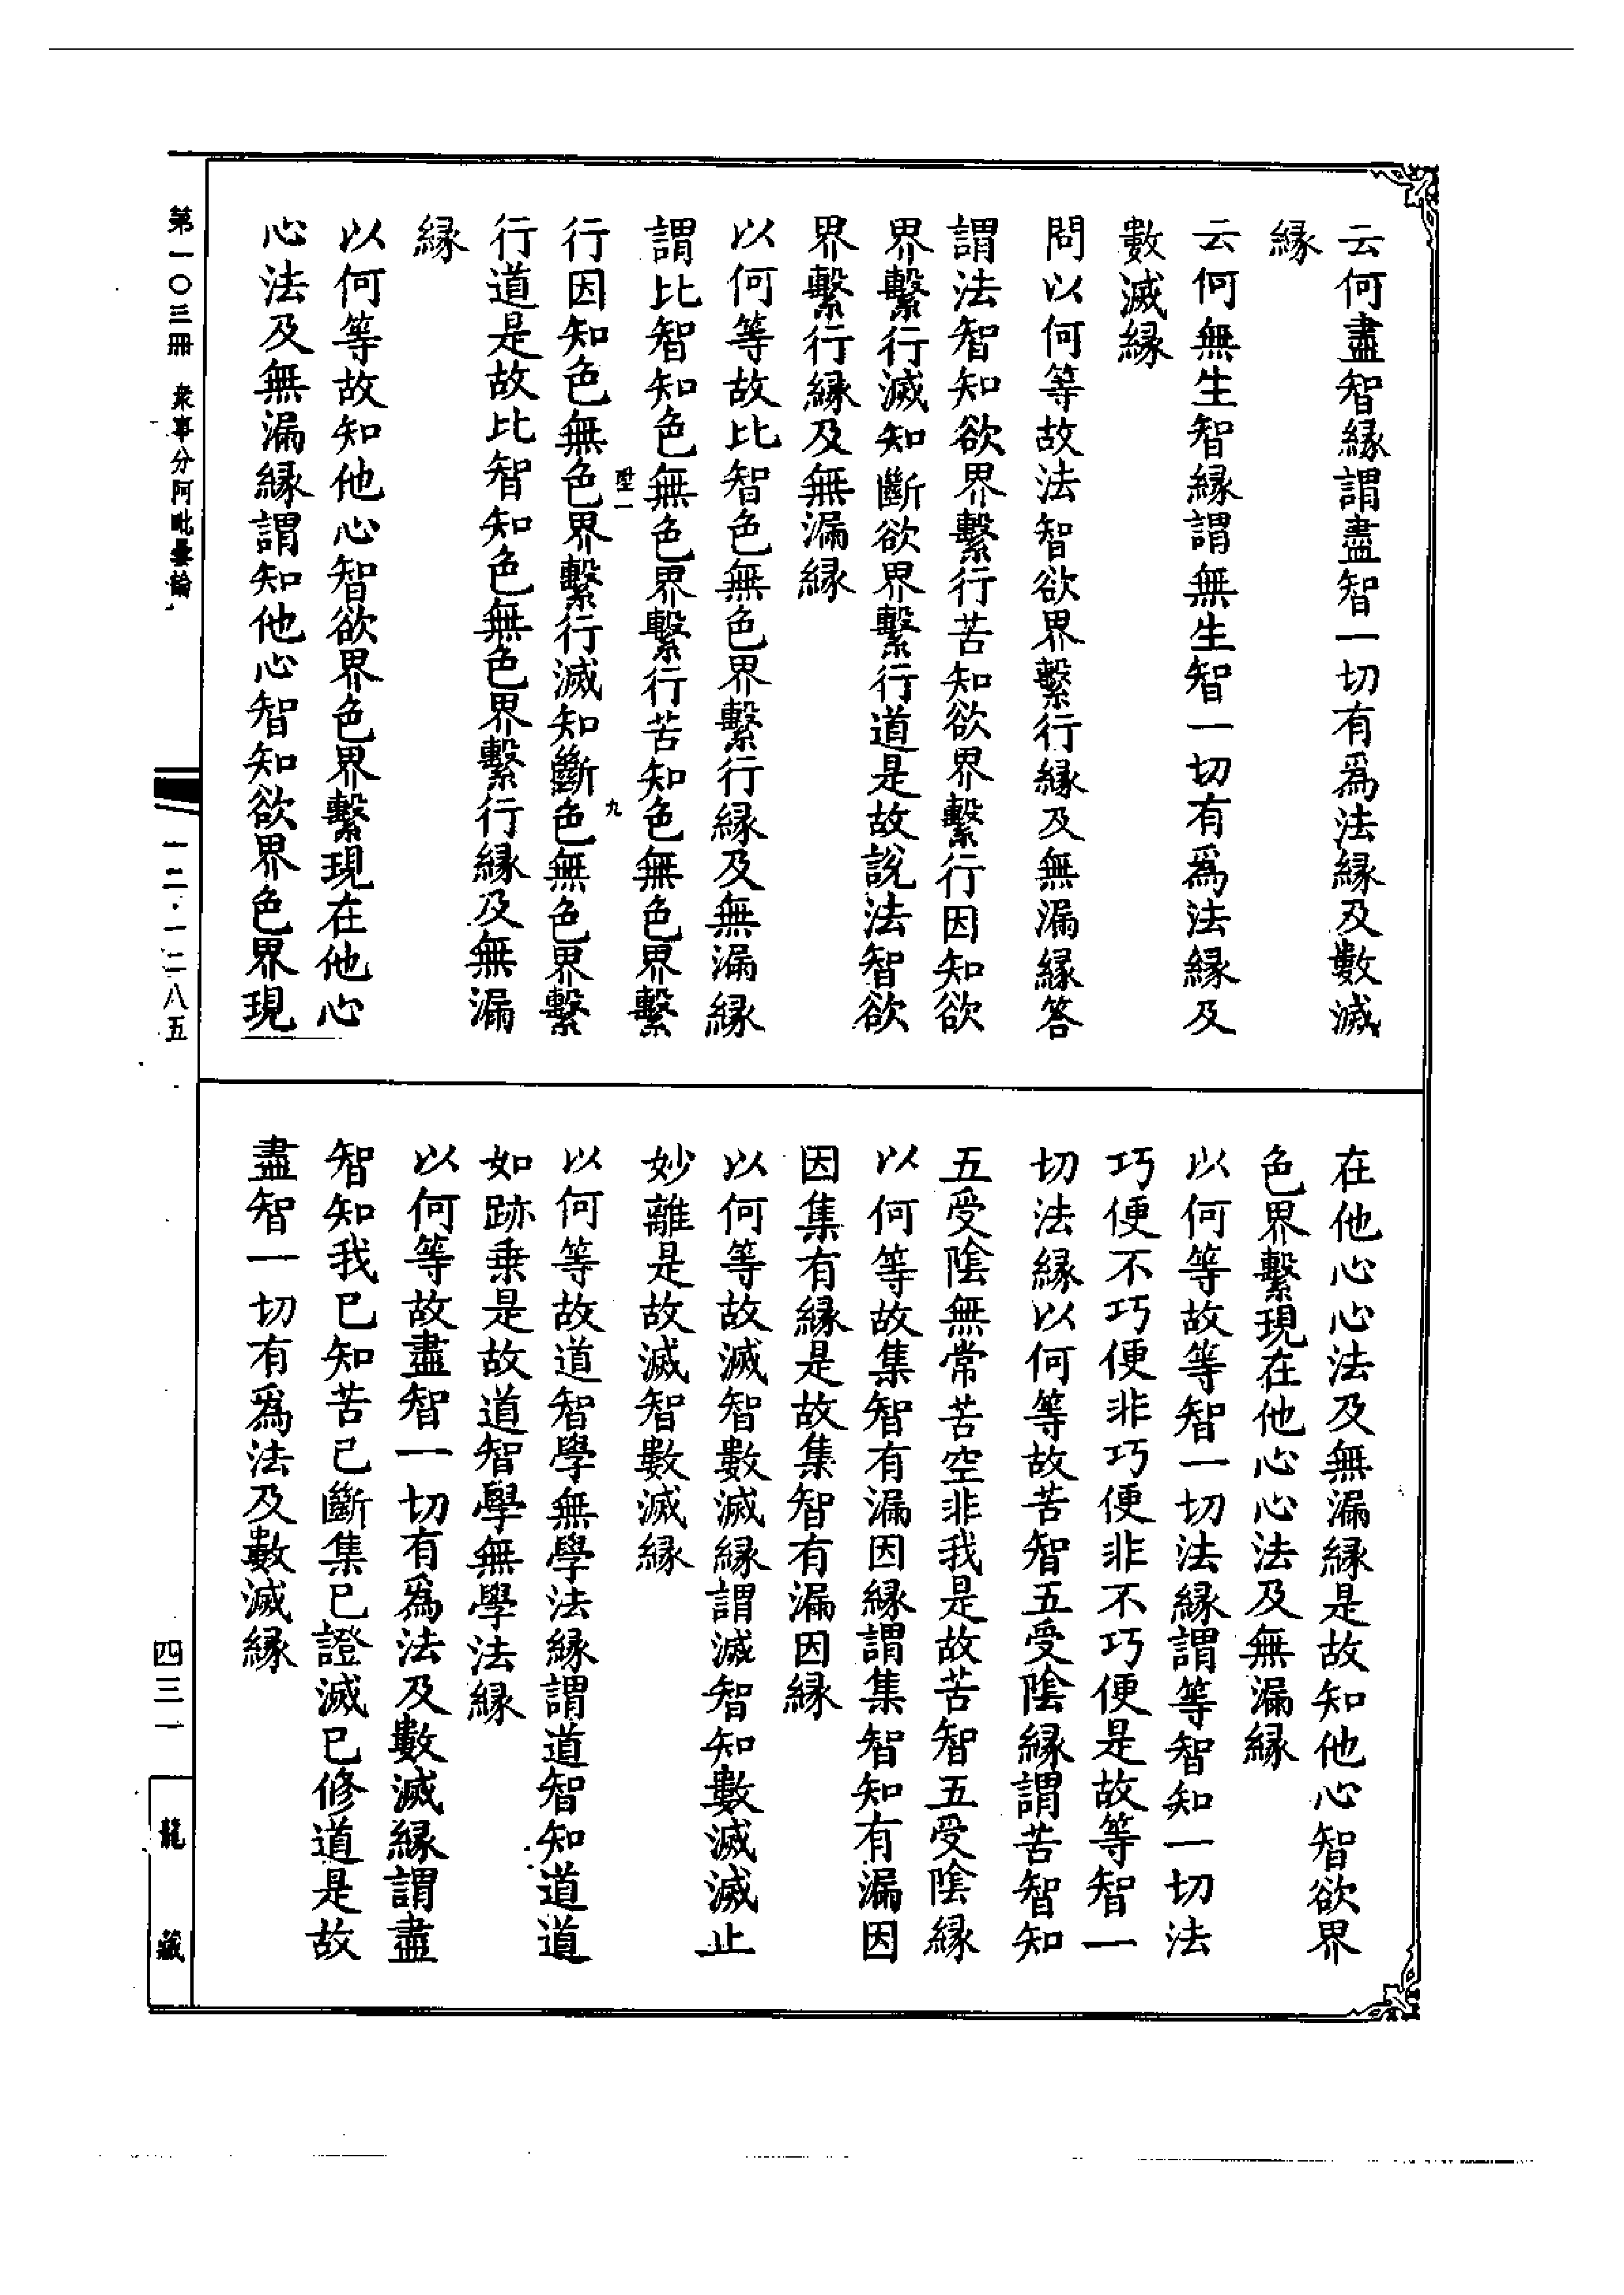 云何盡智緣謂盡智一切有爲法緣及數滅
緣
云何無生智緣謂無生智一切有爲法緣及
數滅緣
問以何等故法智欲界繫行緣及無漏緣答
謂法智知欲界繫行苦知欲界繫行因知欲
界繫行滅知斷欲界繫行道是故說法智欲
界繫行緣及無漏緣
以何等故比智色無色界繫行緣及無漏緣
謂比智知色無色界繫行苦知色無色界繫
行因知色無色界繫行滅知斷色無色界繫
行道是故比智知色無色界繫行緣及無漏
緣
以何等故知他心智欲界色界繫現在他心
心法及無漏緣謂知他心智知欲界色界現
在他心心法及無漏緣是故知他心智欲界
色界繫現在他心心法及無漏緣
以何等故等智一切法緣謂等智知一切法
巧便不巧便非巧便非不巧便是故等智一
切法緣以何等故苦智五受陰緣謂苦智知
五受陰無常苦空非我是故苦智五受陰緣
以何等故集智有漏因緣謂集智知有漏因
因集有緣是故集智有漏因緣
以何等故滅智數滅緣謂滅智知數滅滅止
妙離是故滅智數滅緣
以何等故道智學無學法緣謂道智知道道
如跡乘是故道智學無學法緣
以何等故盡智一切有爲法及數滅緣謂盡
智知我已知苦已斷集已證滅已修道是故
盡智一切有爲法及數滅緣
九
第一〇三冊 衆事分阿毗曇論
一二·一二八五
四三一
龍藏